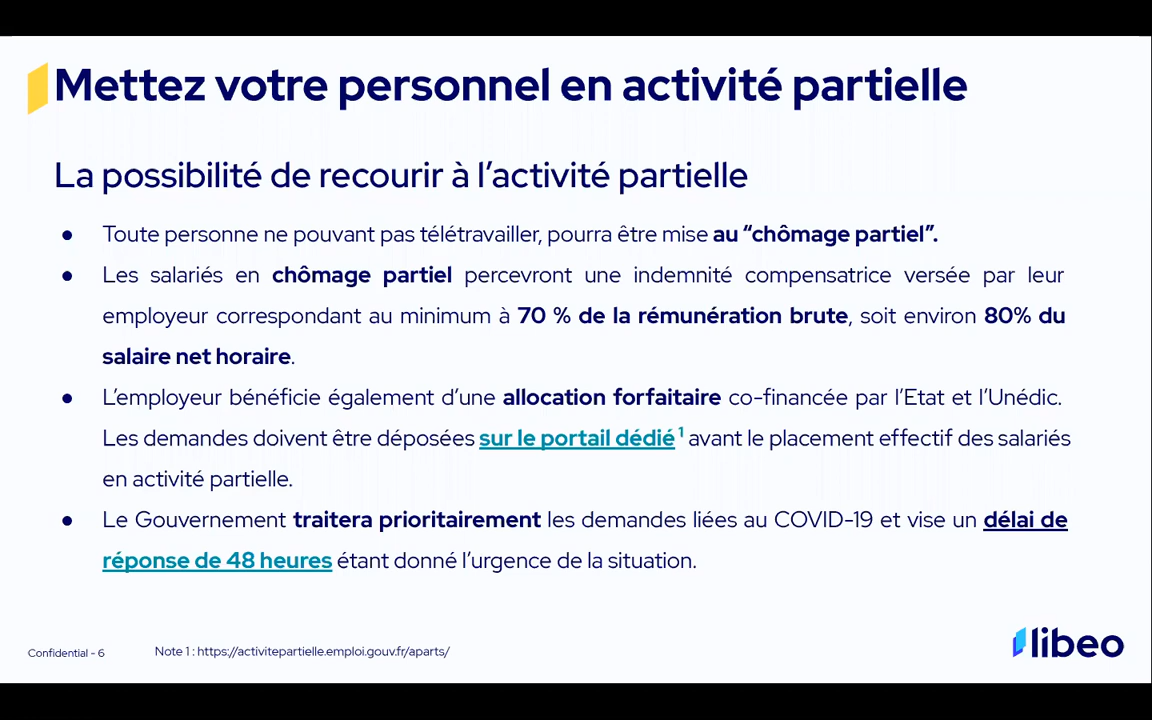 Mettez votre personnel en activité partielle
La possibilité de recourir à l’activité partielle
● Toute personne ne pouvant pas télétravailler, pourra être mise au “chômage partiel”.
● Les salariés en chômage partiel percevront une indemnité compensatrice versée par leur
employeur correspondant au minimum à 70 % de la rémunération brute, soit environ 80% du
salaire net horaire.
● L’employeur bénéficie également d’une allocation forfaitaire co-financée par l’Etat et l’Unédic.
Les demandes doivent être déposées sur le portail dédié ¹ avant le placement effectif des salariés
en activité partielle.
● Le Gouvernement traitera prioritairement les demandes liées au COVID-19 et vise un délai de
réponse de 48 heures étant donné l’urgence de la situation.
Confidential - 6
Note 1 : https://activitepartielle.emploi.gouv.fr/aparts/
libeo